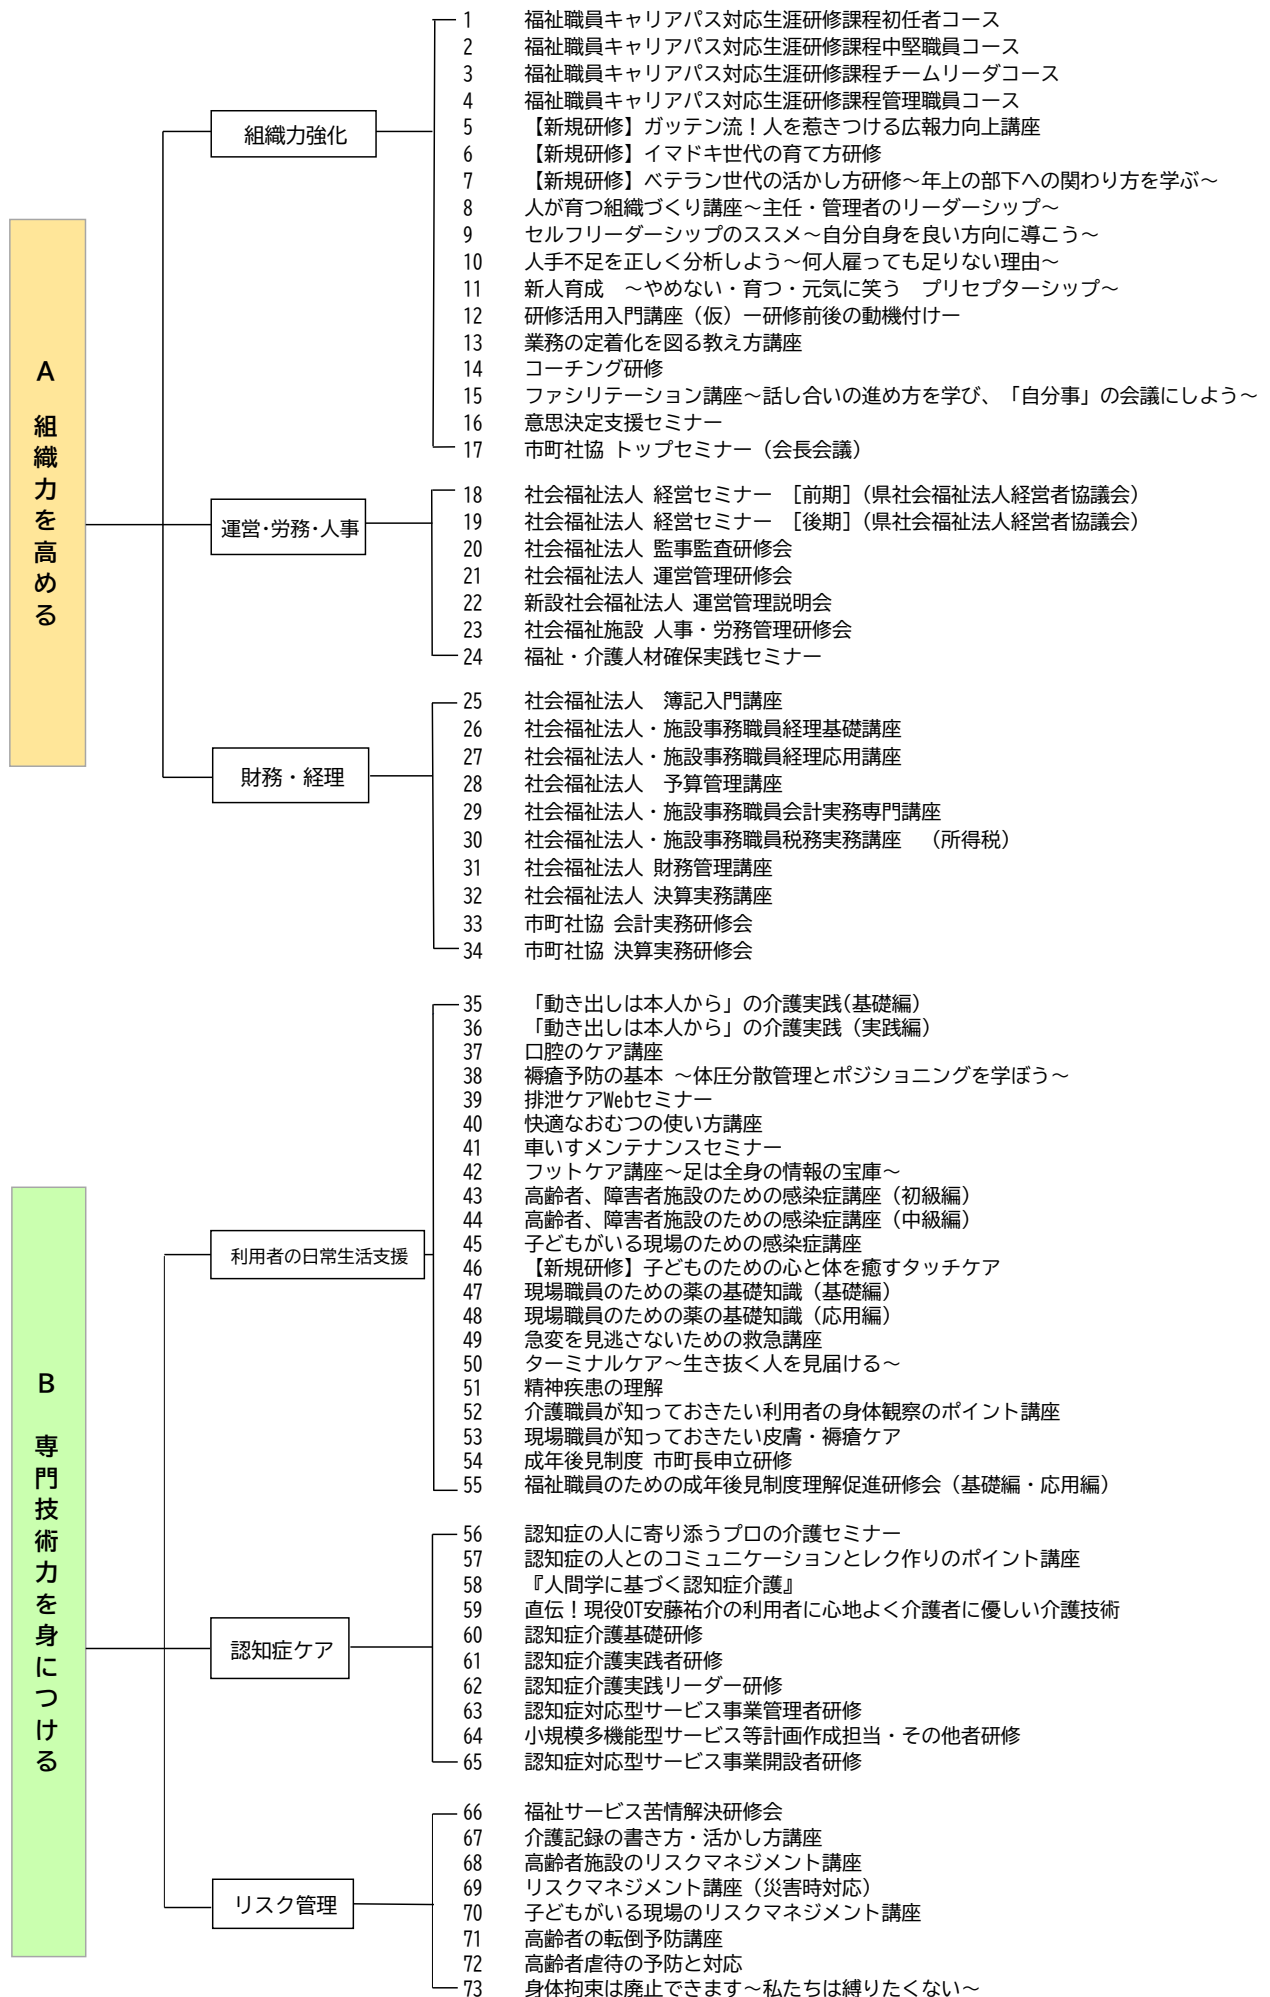 A 組織力を高める
組織力強化
1 福祉職員キャリアパス対応生涯研修課程初任者コース
2 福祉職員キャリアパス対応生涯研修課程中堅職員コース
3 福祉職員キャリアパス対応生涯研修課程チームリーダコース
4 福祉職員キャリアパス対応生涯研修課程管理職員コース
5 【新規研修】ガッテン流！人を惹きつける広報力向上講座
6 【新規研修】イマドキ世代の育て方研修
7 【新規研修】ベテラン世代の活かし方研修～年上の部下への関わり方を学ぶ～
8 人が育つ組織づくり講座～主任・管理者のリーダーシップ～
9 セルフリーダーシップのススメ～自分自身を良い方向に導こう～
10 人手不足を正しく分析しよう～何人雇っても足りない理由～
11 新人育成　～やめない・育つ・元気に笑う　プリセプターシップ～
12 研修活用入門講座（仮）ー研修前後の動機付けー
13 業務の定着化を図る教え方講座
14 コーチング研修
15 ファシリテーション講座～話し合いの進め方を学び、「自分事」の会議にしよう～
16 意思決定支援セミナー
17 市町社協 トップセミナー（会長会議）
運営・労務・人事
18 社会福祉法人 経営セミナー ［前期］（県社会福祉法人経営者協議会）
19 社会福祉法人 経営セミナー ［後期］（県社会福祉法人経営者協議会）
20 社会福祉法人 監事監査研修会
21 社会福祉法人 運営管理研修会
22 新設社会福祉法人 運営管理説明会
23 社会福祉施設 人事・労務管理研修会
24 福祉・介護人材確保実践セミナー
財務・経理
25 社会福祉法人　簿記入門講座
26 社会福祉法人・施設事務職員経理基礎講座
27 社会福祉法人・施設事務職員経理応用講座
28 社会福祉法人　予算管理講座
29 社会福祉法人・施設事務職員会計実務専門講座
30 社会福祉法人・施設事務職員税務実務講座　（所得税）
31 社会福祉法人 財務管理講座
32 社会福祉法人 決算実務講座
33 市町社協 会計実務研修会
34 市町社協 決算実務研修会
B 専門技術力を身につける
利用者の日常生活支援
35 「動き出しは本人から」の介護実践(基礎編）
36 「動き出しは本人から」の介護実践（実践編）
37 口腔のケア講座
38 褥瘡予防の基本 ～体圧分散管理とポジショニングを学ぼう～
39 排泄ケアWebセミナー
40 快適なおむつの使い方講座
41 車いすメンテナンスセミナー
42 フットケア講座～足は全身の情報の宝庫～
43 高齢者、障害者施設のための感染症講座（初級編）
44 高齢者、障害者施設のための感染症講座（中級編）
45 子どもがいる現場のための感染症講座
46 【新規研修】子どものための心と体を癒すタッチケア
47 現場職員のための薬の基礎知識（基礎編）
48 現場職員のための薬の基礎知識（応用編）
49 急変を見逃さないための救急講座
50 ターミナルケア～生き抜く人を見届ける～
51 精神疾患の理解
52 介護職員が知っておきたい利用者の身体観察のポイント講座
53 現場職員が知っておきたい皮膚・褥瘡ケア
54 成年後見制度 市町長申立研修
55 福祉職員のための成年後見制度理解促進研修会（基礎編・応用編）
認知症ケア
56 認知症の人に寄り添うプロの介護セミナー
57 認知症の人とのコミュニケーションとレク作りのポイント講座
58 『人間学に基づく認知症介護』
59 直伝！現役OT安藤祐介の利用者に心地よく介護者に優しい介護技術
60 認知症介護基礎研修
61 認知症介護実践者研修
62 認知症介護実践リーダー研修
63 認知症対応型サービス事業管理者研修
64 小規模多機能型サービス等計画作成担当・その他者研修
65 認知症対応型サービス事業開設者研修
リスク管理
66 福祉サービス苦情解決研修会
67 介護記録の書き方・活かし方講座
68 高齢者施設のリスクマネジメント講座
69 リスクマネジメント講座（災害時対応）
70 子どもがいる現場のリスクマネジメント講座
71 高齢者の転倒予防講座
72 高齢者虐待の予防と対応
73 身体拘束は廃止できます～私たちは縛りたくない～